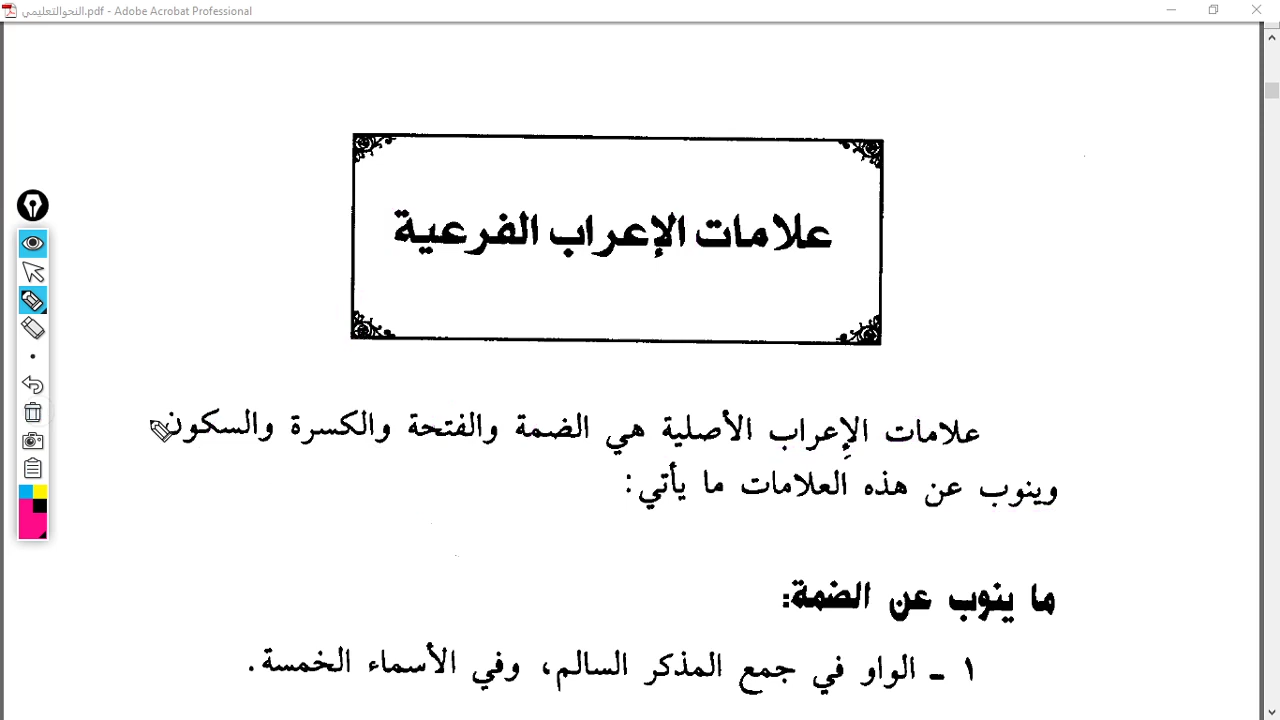 النحوالتعليمي.pdf - Adobe Acrobat Professional
علامات الإعراب الفرعية
علامات الإِعراب الأصلية هي الضمة والفتحة والكسرة والسكون
وينوب عن هذه العلامات ما يأتي:
ما ينوب عن الضمة:
١ ـ الواو في جمع المذكر السالم، وفي الأسماء الخمسة.